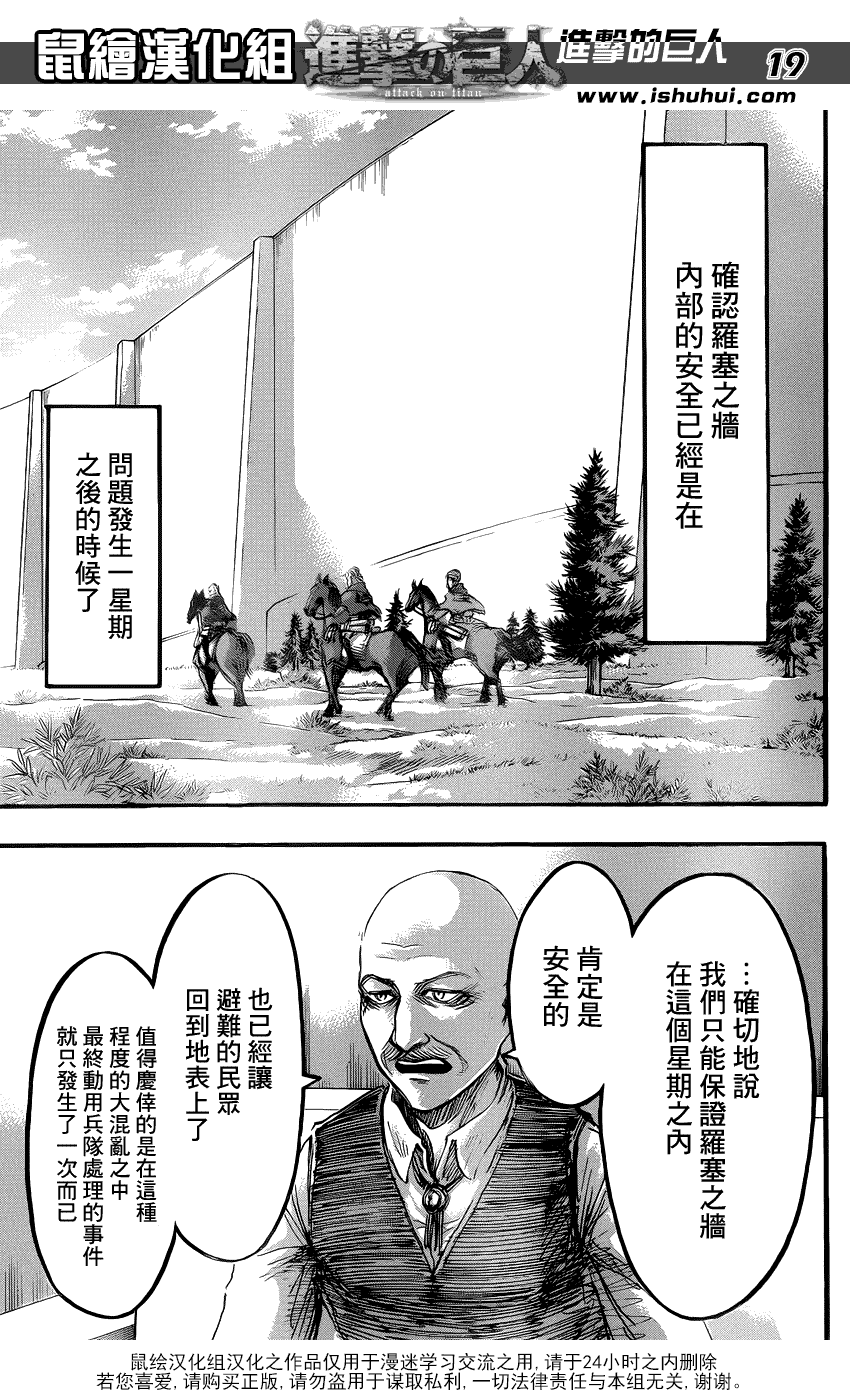 鼠繪漢化組
進撃の巨人
attack on titan
進擊的巨人
www.ishuhui.com
19
確認羅塞之牆
內部的安全已經是在
問題發生一星期
之後的時候了
…確切地說
我們只能保證羅塞之牆
在這個星期之內
肯定是
安全的
也已經讓
避難的民眾
回到地表上了
值得慶倖的是在這種
程度的大混亂之中
最終動用兵隊處理的事件
就只發生了一次而已
鼠绘汉化组汉化之作品仅用于漫迷学习交流之用, 请于24小时之内删除
若您喜爱, 请购买正版, 请勿盗用于谋取私利, 一切法律责任与本组无关, 谢谢.